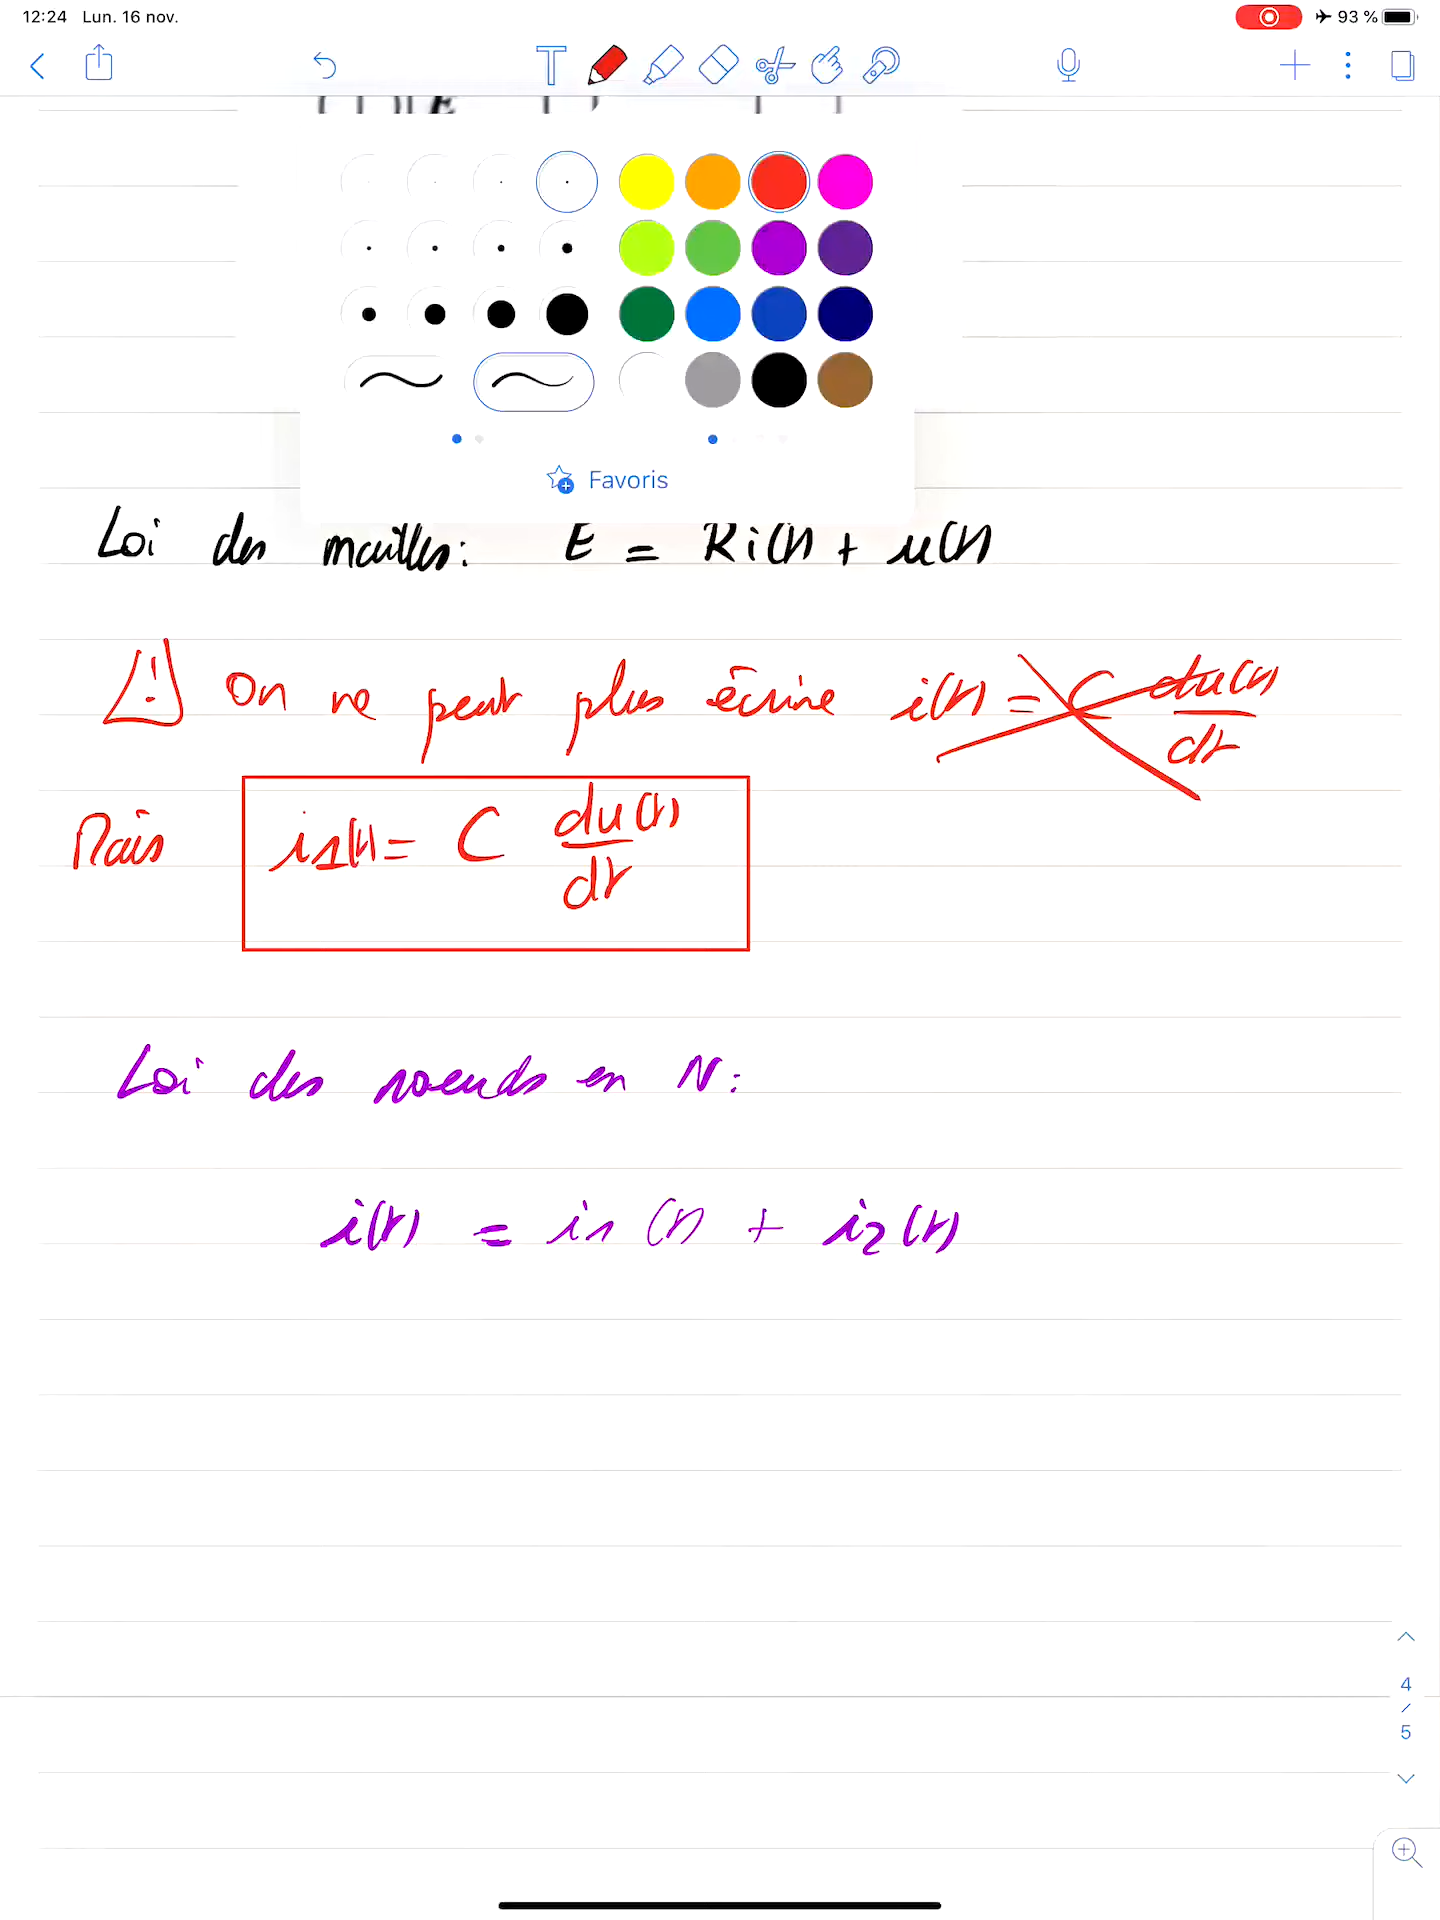 12:24 Lun. 16 nov. 93 %
Favoris
Loi des mailles: E = Ri(t) + u(t)
⚠ On ne peut plus écrire i(t) = C du(t)/dt
Mais i1(t) = C du(t)/dt
Loi des noeuds en N:
i(t) = i1(t) + i2(t)
4
/
5